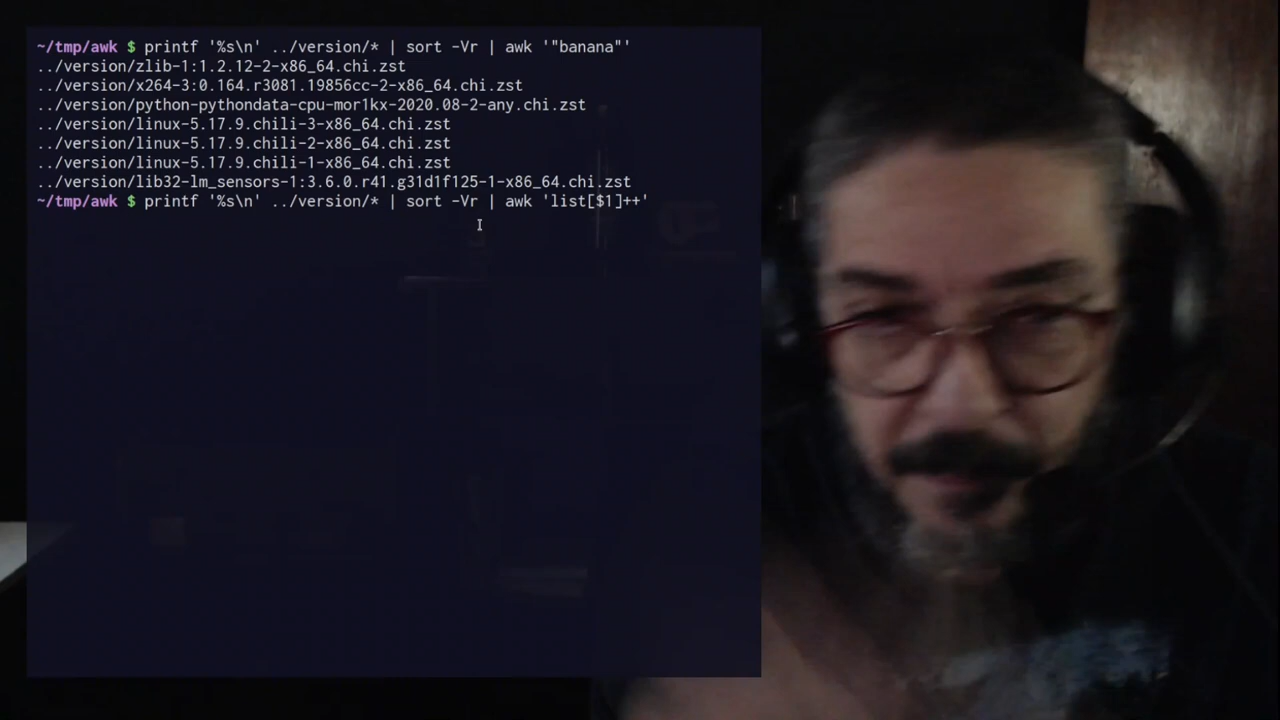 ~/tmp/awk $ printf '%s\n' ../version/* | sort -Vr | awk '"banana"'
../version/zlib-1:1.2.12-2-x86_64.chi.zst
../version/x264-3:0.164.r3081.19856cc-2-x86_64.chi.zst
../version/python-pythondata-cpu-mor1kx-2020.08-2-any.chi.zst
../version/linux-5.17.9.chili-3-x86_64.chi.zst
../version/linux-5.17.9.chili-2-x86_64.chi.zst
../version/linux-5.17.9.chili-1-x86_64.chi.zst
../version/lib32-lm_sensors-1:3.6.0.r41.g31d1f125-1-x86_64.chi.zst
~/tmp/awk $ printf '%s\n' ../version/* | sort -Vr | awk 'list[$1]++'